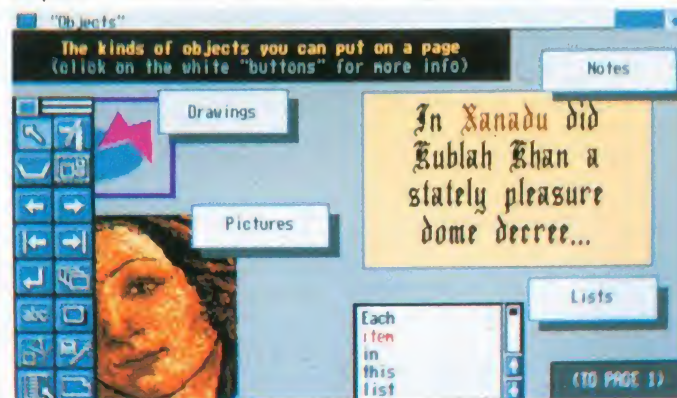 "Objects"
The kinds of objects you can put on a page
(click on the white "buttons" for more info)
Notes
Drawings
In Xanadu did
Kublah Khan a
stately pleasure
dome decree...
Pictures
Lists
Each
item
in
this
list
abc
(TO PAGE 1)